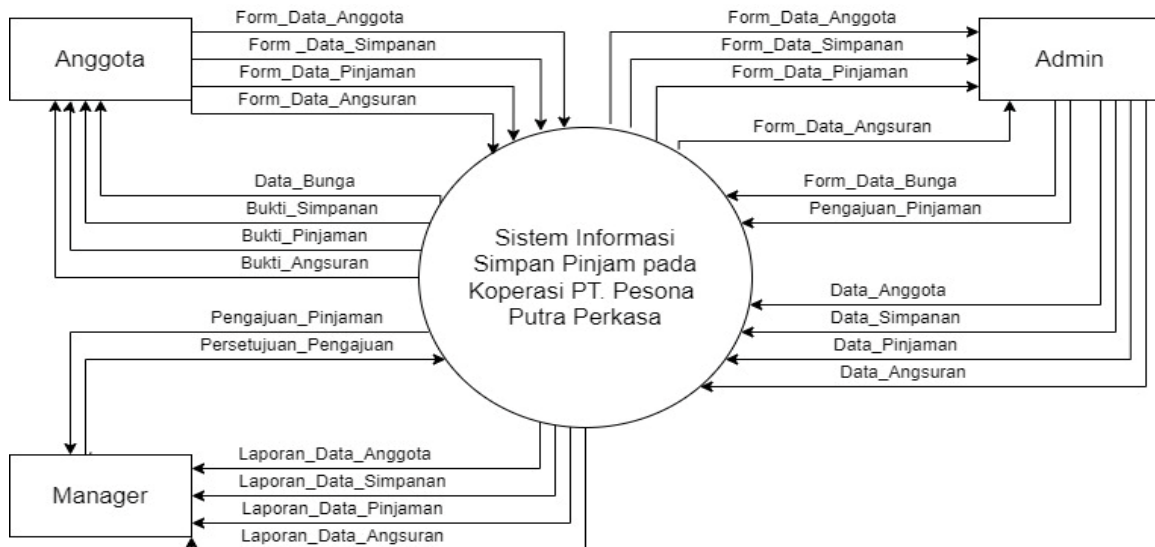 Form_Data_Anggota
Form _Data_Simpanan
Form_Data_Pinjaman
Form_Data_Angsuran
Anggota
Form_Data_Anggota
Form_Data_Simpanan
Form_Data_Pinjaman
Form_Data_Angsuran
Admin
Data_Bunga
Bukti_Simpanan
Bukti_Pinjaman
Bukti_Angsuran
Form_Data_Bunga
Pengajuan_Pinjaman
Sistem Informasi
Simpan Pinjam pada
Koperasi PT. Pesona
Putra Perkasa
Data_Anggota
Data_Simpanan
Data_Pinjaman
Data_Angsuran
Pengajuan_Pinjaman
Persetujuan_Pengajuan
Manager
Laporan_Data_Anggota
Laporan_Data_Simpanan
Laporan_Data_Pinjaman
Laporan_Data_Angsuran